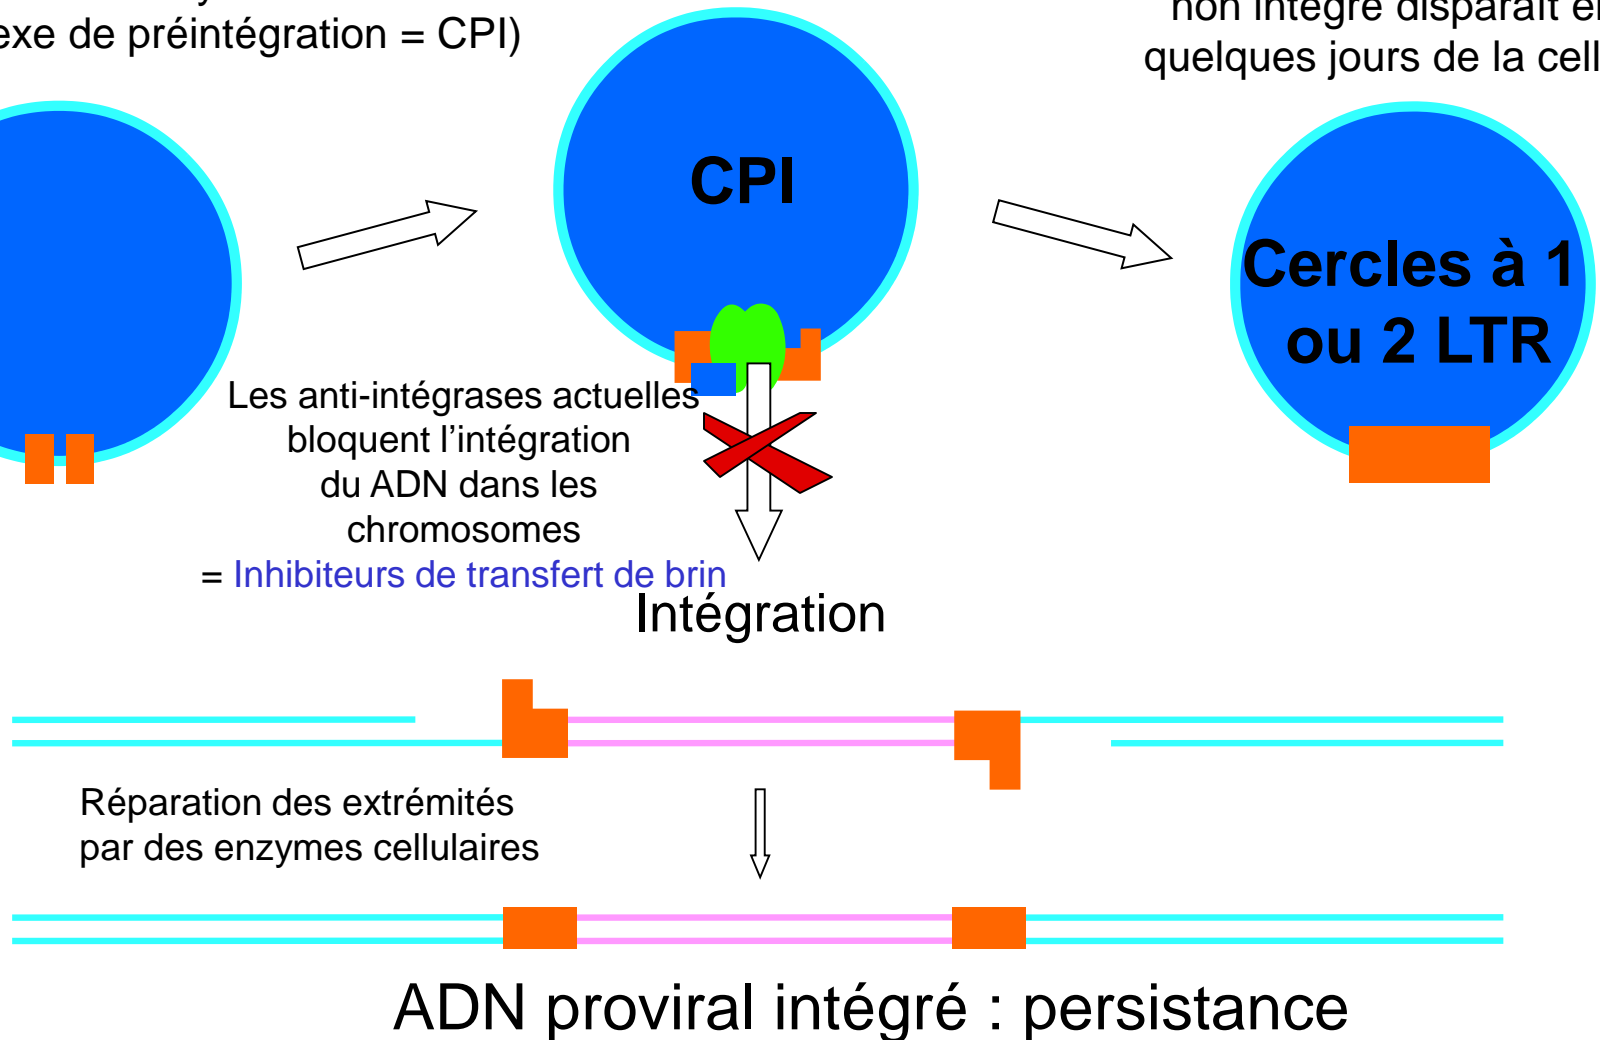 exe de préintégration = CPI)
non intégré disparaît
quelques jours de la
CPI
Cercles à 1
ou 2 LTR
Les anti-intégrases actuelles
bloquent l’intégration
du ADN dans les
chromosomes
= Inhibiteurs de transfert de brin
Intégration
Réparation des extrémités
par des enzymes cellulaires
ADN proviral intégré : persistance